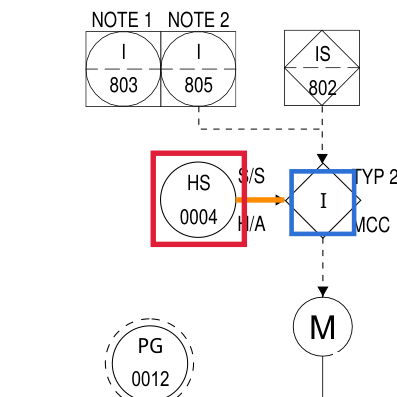 NOTE 1 NOTE 2
I
803
I
805
IS
802
HS
0004
S/S
H/A
I
TYP 2
MCC
M
PG
0012